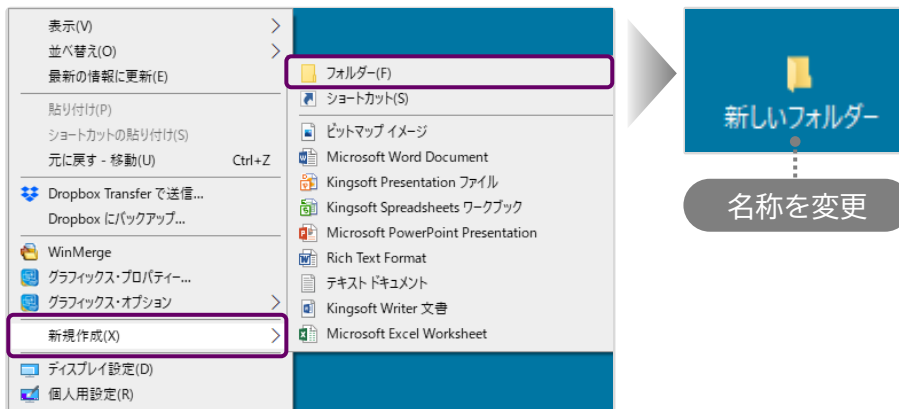 表示(V)
並べ替え(O)
最新の情報に更新(E)
貼り付け(P)
ショートカットの貼り付け(S)
元に戻す - 移動(U) Ctrl+Z
Dropbox Transfer で送信...
Dropbox にバックアップ...
WinMerge
グラフィックス・プロパティー...
グラフィックス・オプション
新規作成(X)
ディスプレイ設定(D)
個人用設定(R)
フォルダー(F)
ショートカット(S)
ビットマップ イメージ
Microsoft Word Document
Kingsoft Presentation ファイル
Kingsoft Spreadsheets ワークブック
Microsoft PowerPoint Presentation
Rich Text Format
テキスト ドキュメント
Kingsoft Writer 文書
Microsoft Excel Worksheet
新しいフォルダー
名称を変更